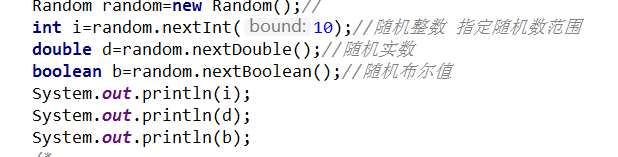 Random random=new Random();//
int i=random.nextInt( bound: 10);//随机整数 指定随机数范围
double d=random.nextDouble();//随机实数
boolean b=random.nextBoolean();//随机布尔值
System.out.println(i);
System.out.println(d);
System.out.println(b);
/*